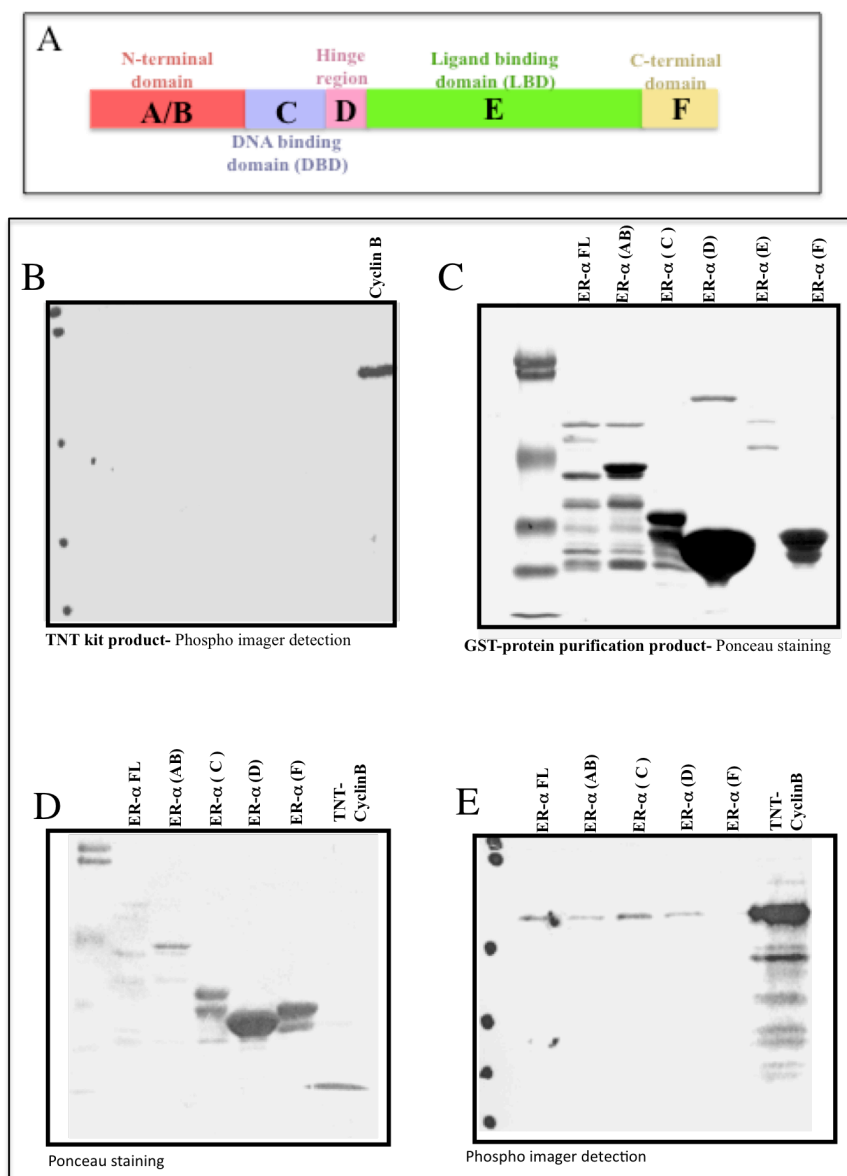 A
N-terminal
domain
Hinge
region
Ligand binding
domain (LBD)
C-terminal
domain
A/B
C
D
E
F
DNA binding
domain (DBD)
B
Cyclin B
TNT kit product- Phospho imager detection
C
ER-α FL
ER-α (AB)
ER-α ( C )
ER-α (D)
ER-α (E)
ER-α (F)
GST-protein purification product- Ponceau staining
D
ER-α FL
ER-α (AB)
ER-α ( C )
ER-α (D)
ER-α (F)
TNT-
CyclinB
Ponceau staining
E
ER-α FL
ER-α (AB)
ER-α ( C )
ER-α (D)
ER-α (F)
TNT-
CyclinB
Phospho imager detection